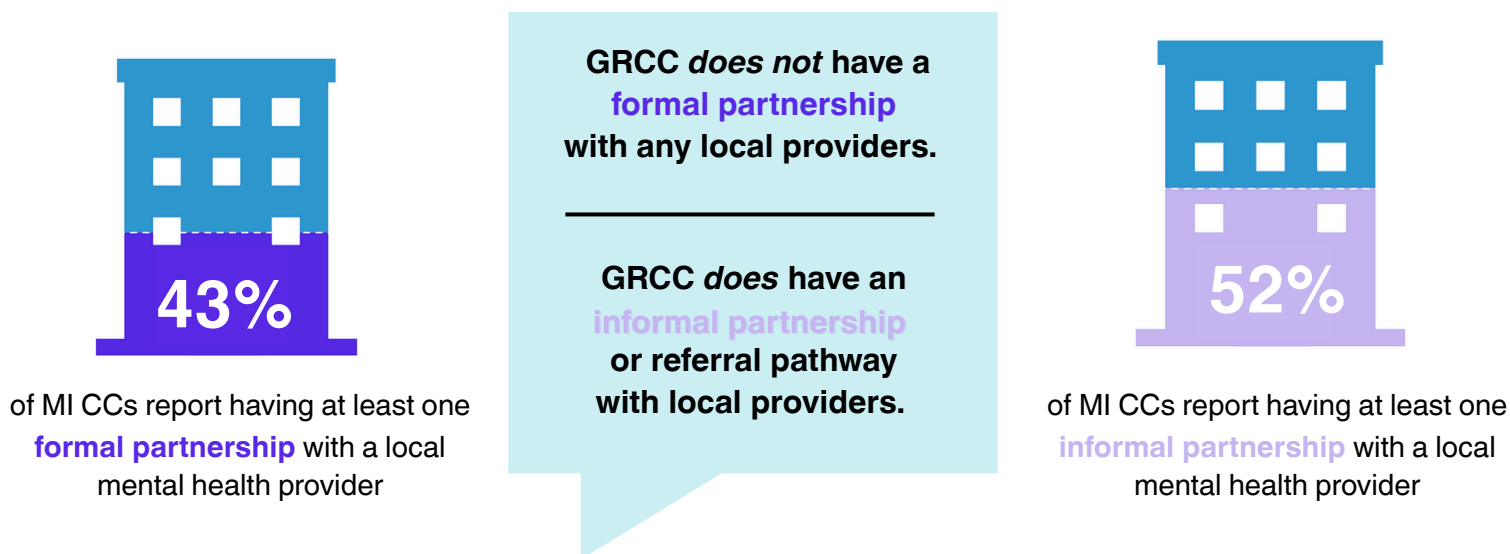 43%
of MI CCs report having at least one
formal partnership with a local
mental health provider
GRCC does not have a
formal partnership
with any local providers.
GRCC does have an
informal partnership
or referral pathway
with local providers.
52%
of MI CCs report having at least one
informal partnership with a local
mental health provider